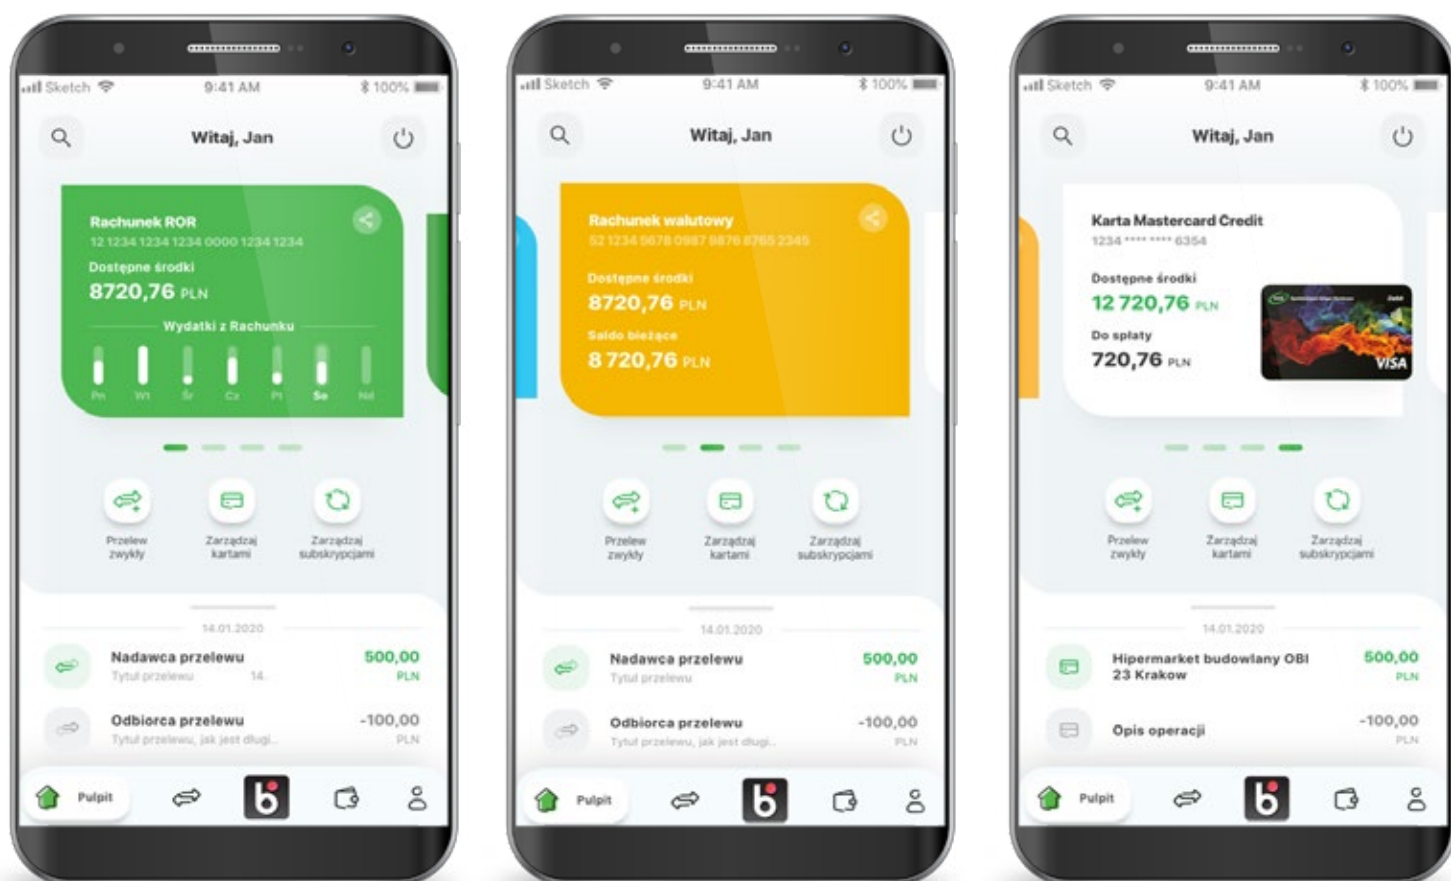 Sketch 9:41 AM 100%
Witaj, Jan
Rachunek ROR
12 1234 1234 1234 0000 1234 1234
Dostępne środki
8720,76 PLN
Wydatki z Rachunku
Pn Wt Śr Cz Pt So Nd
Przelew
zwykły
Zarządzaj
kartami
Zarządzaj
subskrypcjami
14.01.2020
Nadawca przelewu 500,00
Tytuł przelewu 14. PLN
Odbiorca przelewu -100,00
Tytuł przelewu, jak jest długi... PLN
Pulpit
b
Sketch 9:41 AM 100%
Witaj, Jan
Rachunek walutowy
52 1234 5678 0987 9876 8765 2345
Dostępne środki
8720,76 PLN
Saldo bieżące
8 720,76 PLN
Przelew
zwykły
Zarządzaj
kartami
Zarządzaj
subskrypcjami
14.01.2020
Nadawca przelewu 500,00
Tytuł przelewu PLN
Odbiorca przelewu -100,00
Tytuł przelewu, jak jest długi... PLN
Pulpit
b
Sketch 9:41 AM 100%
Witaj, Jan
Karta Mastercard Credit
1234 **** **** 6354
Dostępne środki
12 720,76 PLN
Do spłaty
720,76 PLN
VISA
Przelew
zwykły
Zarządzaj
kartami
Zarządzaj
subskrypcjami
14.01.2020
Hipermarket budowlany OBI 500,00
23 Krakow PLN
Opis operacji -100,00
PLN
Pulpit
b